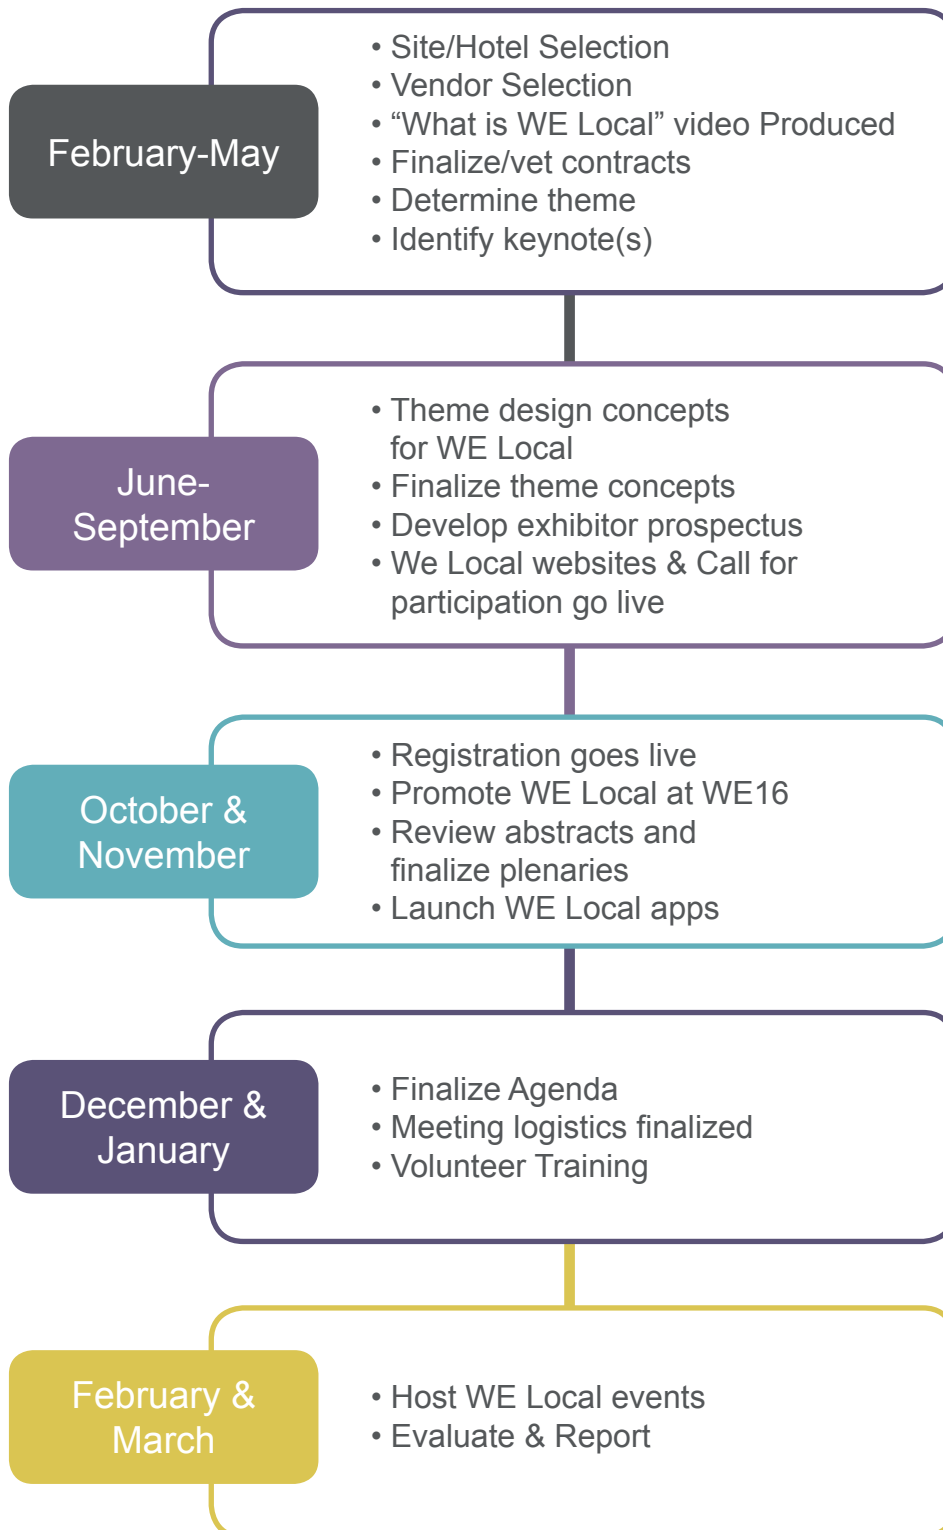 February-May
• Site/Hotel Selection
• Vendor Selection
• “What is WE Local” video Produced
• Finalize/vet contracts
• Determine theme
• Identify keynote(s)
June-
September
• Theme design concepts
for WE Local
• Finalize theme concepts
• Develop exhibitor prospectus
• We Local websites & Call for
participation go live
October &
November
• Registration goes live
• Promote WE Local at WE16
• Review abstracts and
finalize plenaries
• Launch WE Local apps
December &
January
• Finalize Agenda
• Meeting logistics finalized
• Volunteer Training
February &
March
• Host WE Local events
• Evaluate & Report